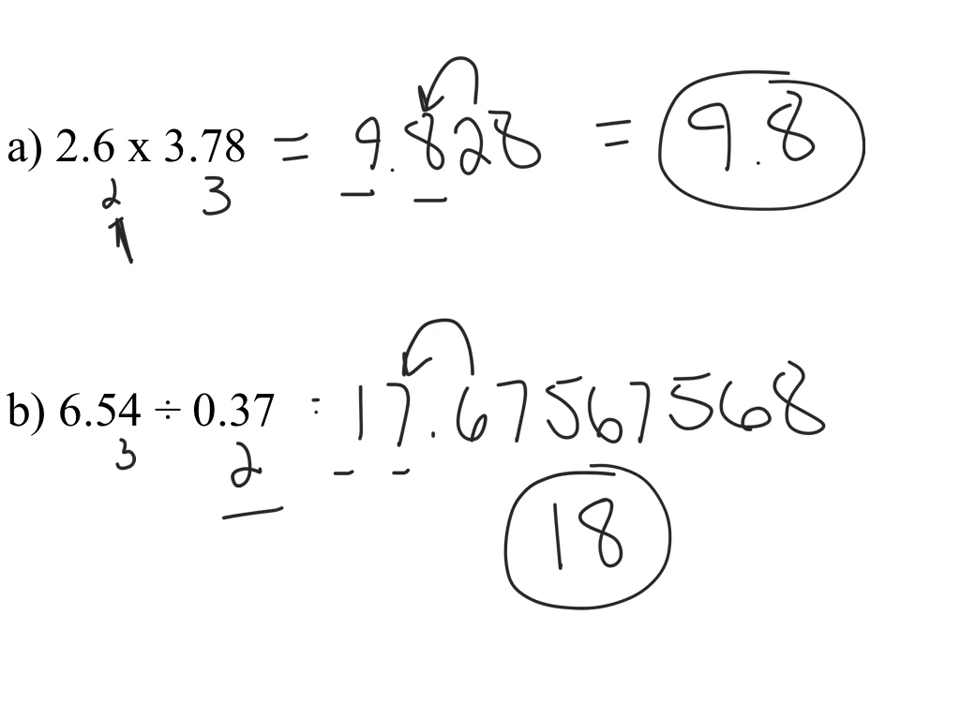 a) 2.6 x 3.78 = 9.828 = 9.8
2 3
1
b) 6.54 ÷ 0.37 = 17.67567568
3 2
18